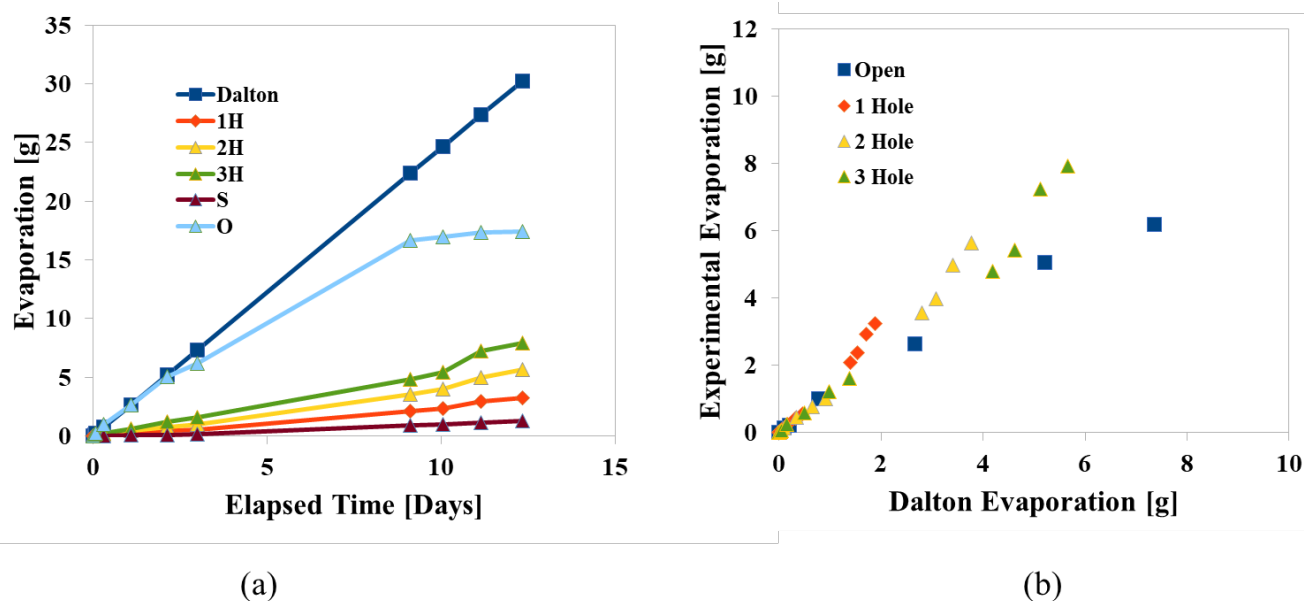 35
30
25
20
15
10
5
0
Evaporation [g]
Dalton
1H
2H
3H
S
O
0 5 10 15
Elapsed Time [Days]
(a)
12
10
8
6
4
2
0
Experimental Evaporation [g]
Open
1 Hole
2 Hole
3 Hole
0 2 4 6 8 10
Dalton Evaporation [g]
(b)